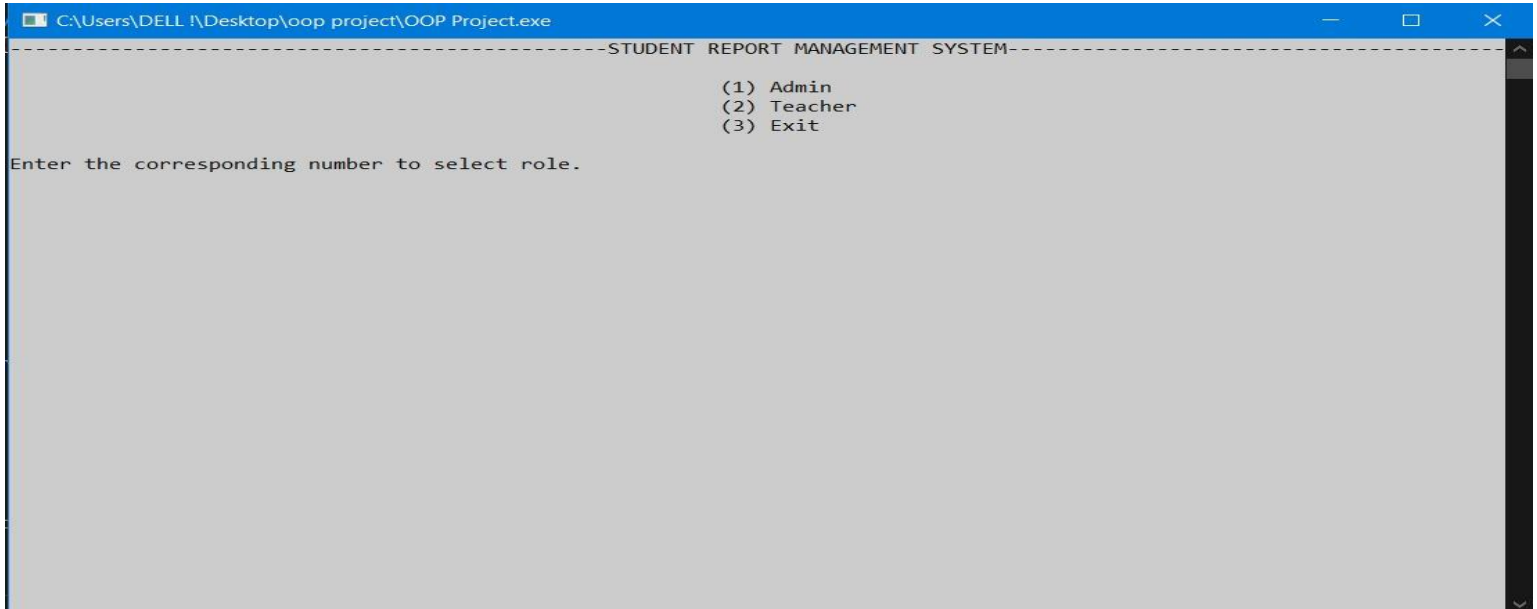 C:\Users\DELL !\Desktop\oop project\OOP Project.exe
-----------------------------------------------STUDENT REPORT MANAGEMENT SYSTEM---------------------------------------
(1) Admin
(2) Teacher
(3) Exit
Enter the corresponding number to select role.